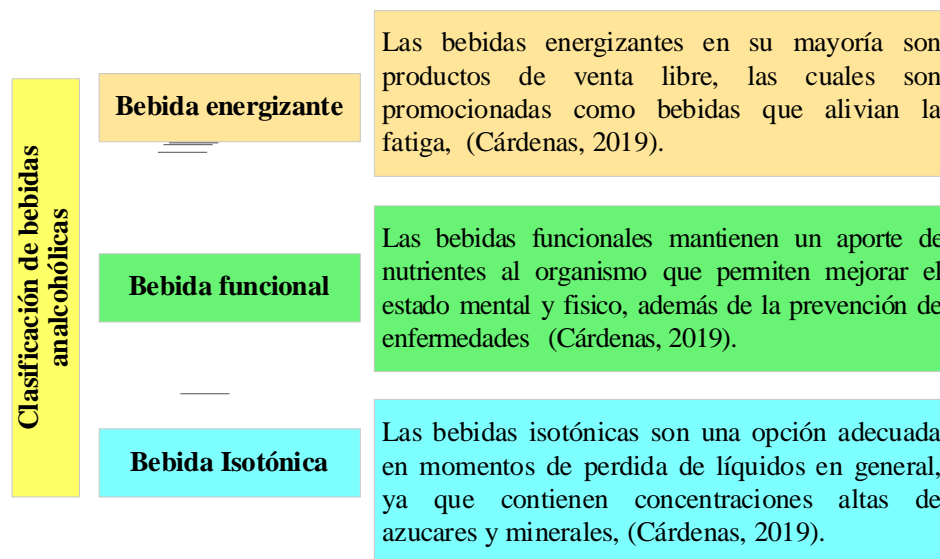 Clasificación de bebidas
analcohólicas
Bebida energizante
Las bebidas energizantes en su mayoría son
productos de venta libre, las cuales son
promocionadas como bebidas que alivian la
fatiga, (Cárdenas, 2019).
Bebida funcional
Las bebidas funcionales mantienen un aporte de
nutrientes al organismo que permiten mejorar el
estado mental y fisico, además de la prevención de
enfermedades (Cárdenas, 2019).
Bebida Isotónica
Las bebidas isotónicas son una opción adecuada
en momentos de perdida de líquidos en general,
ya que contienen concentraciones altas de
azucares y minerales, (Cárdenas, 2019).